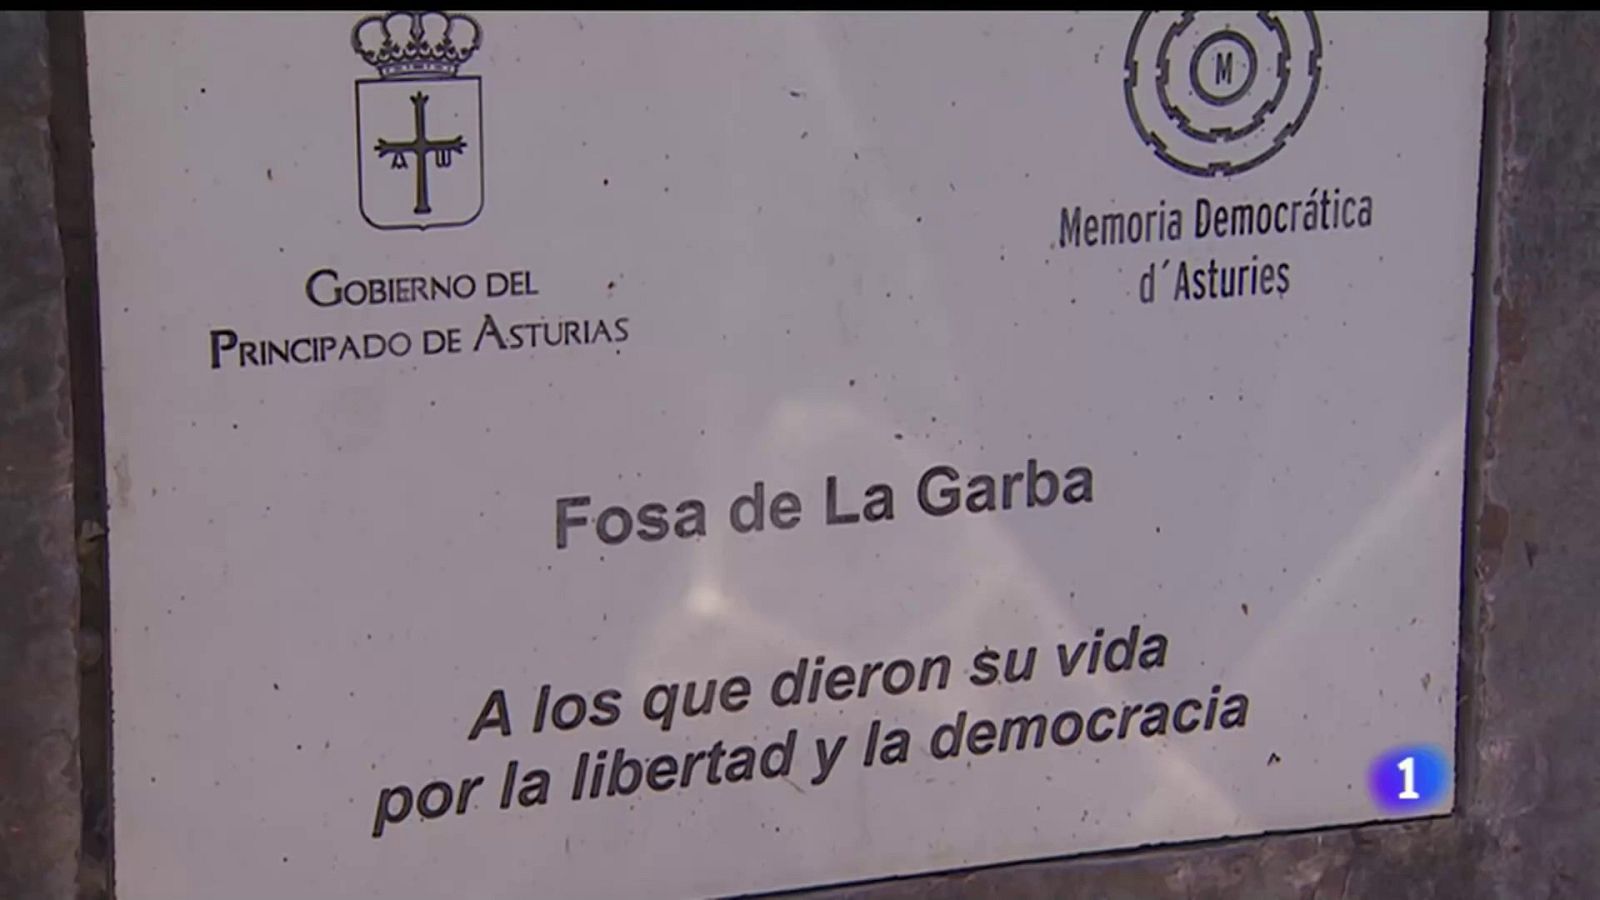 M
A W
GOBIERNO DEL
PRINCIPADO DE ASTURIAS
Memoria Democrática
d´Asturies
Fosa de La Garba
A los que dieron su vida
por la libertad y la democracia
1